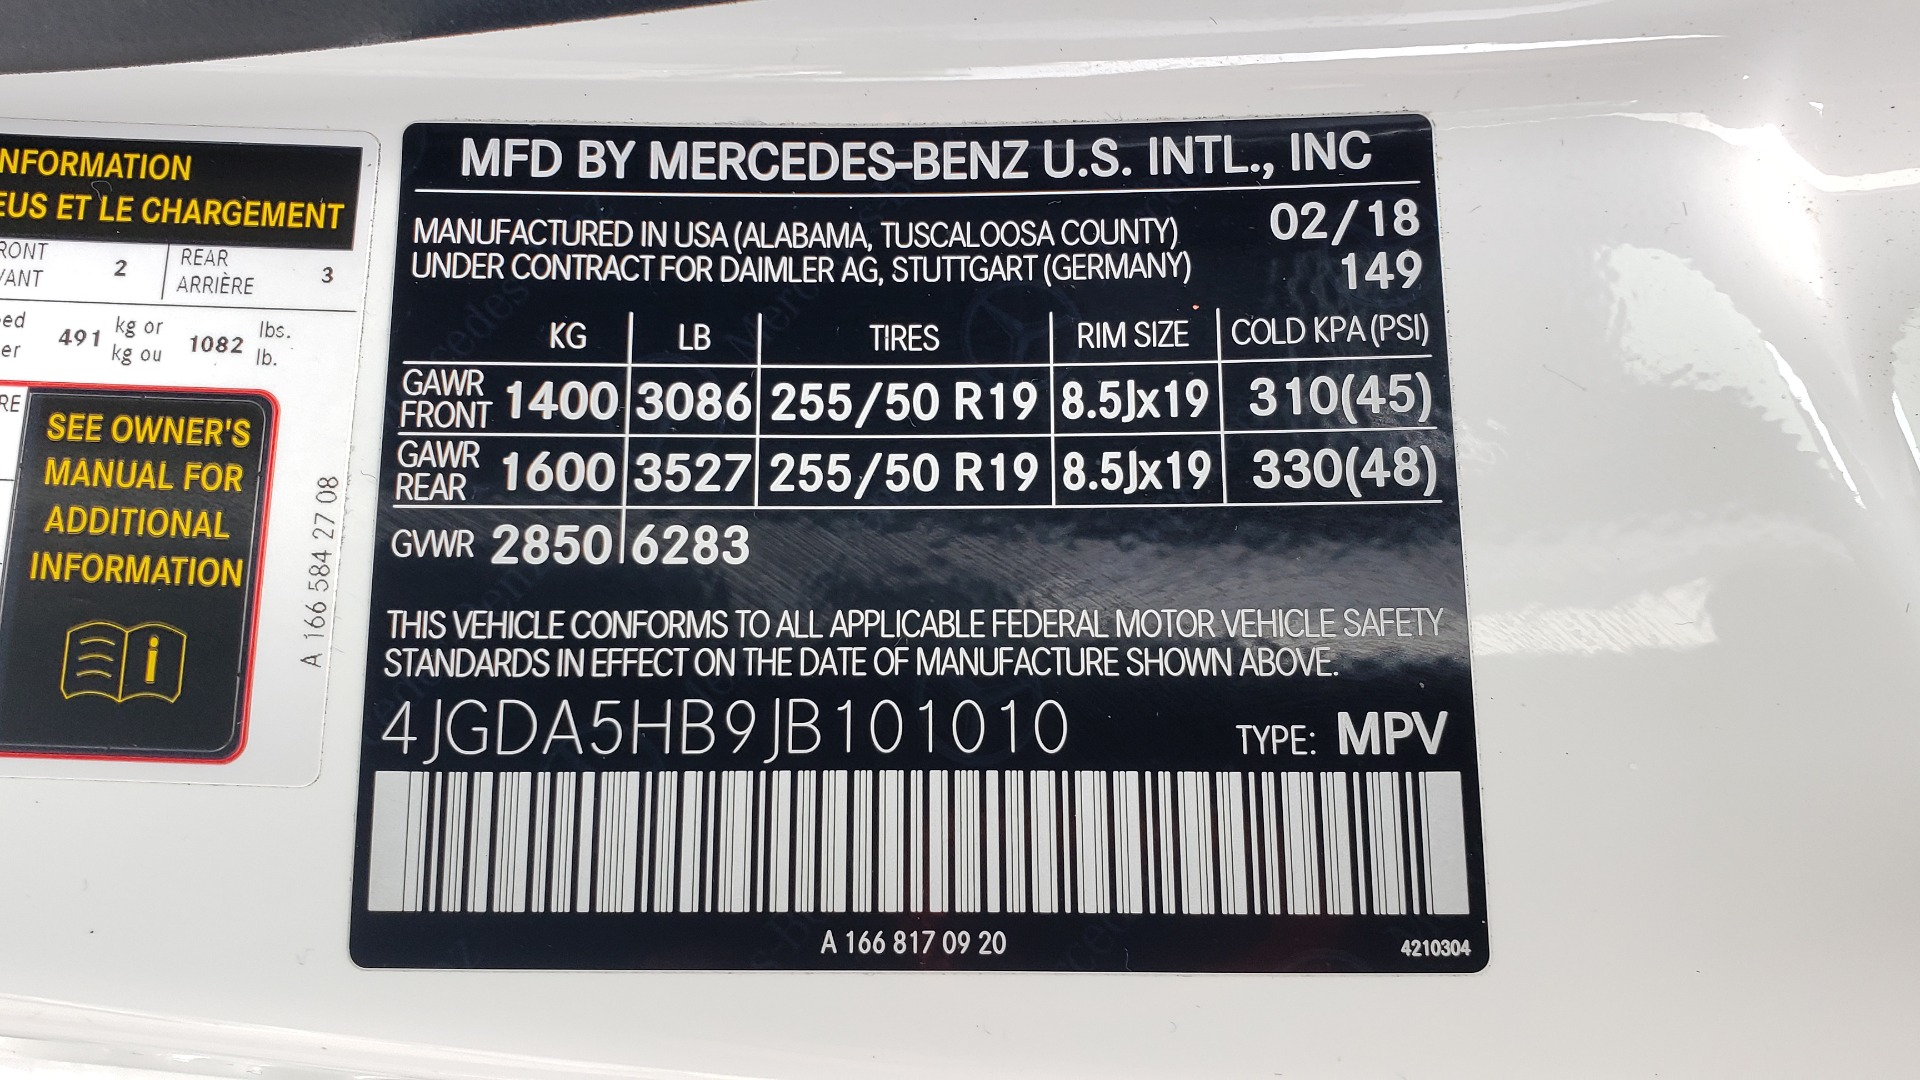 NFORMATION
EUS ET LE CHARGEMENT
RONT
VANT
2
REAR
ARRIÈRE
3
ed
er
491
kg or
kg ou
1082
lbs.
lb.
RE
SEE OWNER'S
MANUAL FOR
ADDITIONAL
INFORMATION
A 166 584 27 08
MFD BY MERCEDES-BENZ U.S. INTL., INC
MANUFACTURED IN USA (ALABAMA, TUSCALOOSA COUNTY) 02/18
UNDER CONTRACT FOR DAIMLER AG, STUTTGART (GERMANY) 149
KG LB TIRES RIM SIZE COLD KPA (PSI)
GAWR FRONT 1400 3086 255/50 R19 8.5Jx19 310(45)
GAWR REAR 1600 3527 255/50 R19 8.5Jx19 330(48)
GVWR 2850 6283
THIS VEHICLE CONFORMS TO ALL APPLICABLE FEDERAL MOTOR VEHICLE SAFETY
STANDARDS IN EFFECT ON THE DATE OF MANUFACTURE SHOWN ABOVE.
4JGDA5HB9JB101010 TYPE: MPV
A 166 817 09 20 4210304